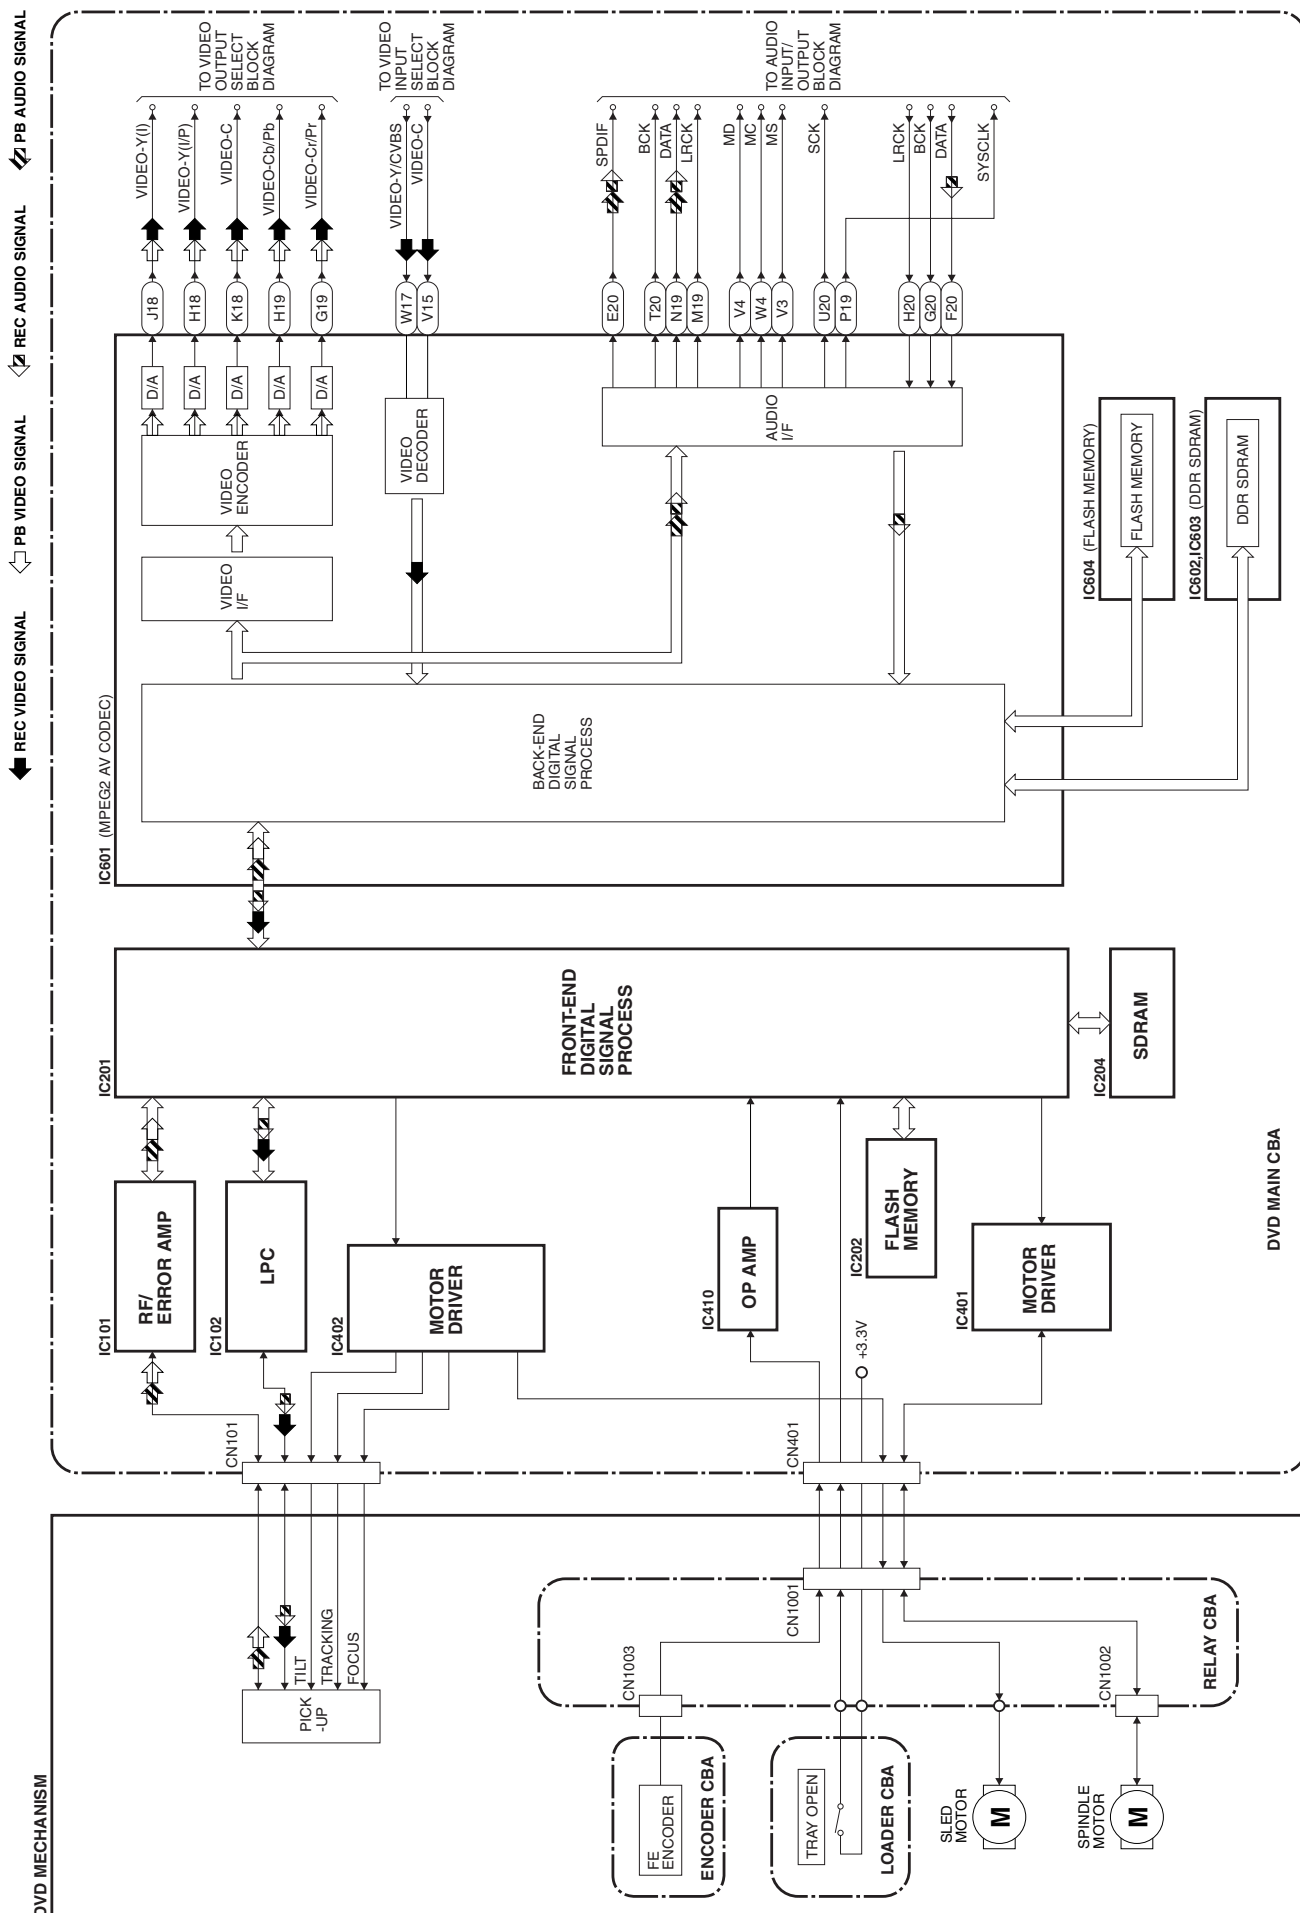 REC VIDEO SIGNAL
PB VIDEO SIGNAL
REC AUDIO SIGNAL
PB AUDIO SIGNAL
DVD MECHANISM
PICK
-UP
TILT
TRACKING
FOCUS
CN101
FE
ENCODER
ENCODER CBA
CN1003
TRAY OPEN
LOADER CBA
SLED
MOTOR
M
SPINDLE
MOTOR
M
CN1002
RELAY CBA
CN1001
CN401
+3.3V
IC101
RF/
ERROR AMP
IC102
LPC
IC402
MOTOR
DRIVER
IC410
OP AMP
IC202
FLASH
MEMORY
IC401
MOTOR
DRIVER
IC201
FRONT-END
DIGITAL
SIGNAL
PROCESS
IC204
SDRAM
DVD MAIN CBA
IC601 (MPEG2 AV CODEC)
BACK-END
DIGITAL
SIGNAL
PROCESS
VIDEO
I/F
VIDEO
ENCODER
D/A
D/A
D/A
D/A
D/A
VIDEO
DECODER
AUDIO
I/F
IC604 (FLASH MEMORY)
FLASH MEMORY
IC602,IC603 (DDR SDRAM)
DDR SDRAM
J18
H18
K18
H19
G19
W17
V15
E20
T20
N19
M19
V4
W4
V3
U20
P19
H20
G20
F20
VIDEO-Y(I)
VIDEO-Y(I/P)
VIDEO-C
VIDEO-Cb/Pb
VIDEO-Cr/Pr
VIDEO-Y/CVBS
VIDEO-C
SPDIF
BCK
DATA
LRCK
MD
MC
MS
SCK
LRCK
BCK
DATA
SYSCLK
TO VIDEO
OUTPUT
SELECT
BLOCK
DIAGRAM
TO VIDEO
INPUT
SELECT
BLOCK
DIAGRAM
TO AUDIO
INPUT/
OUTPUT
BLOCK
DIAGRAM